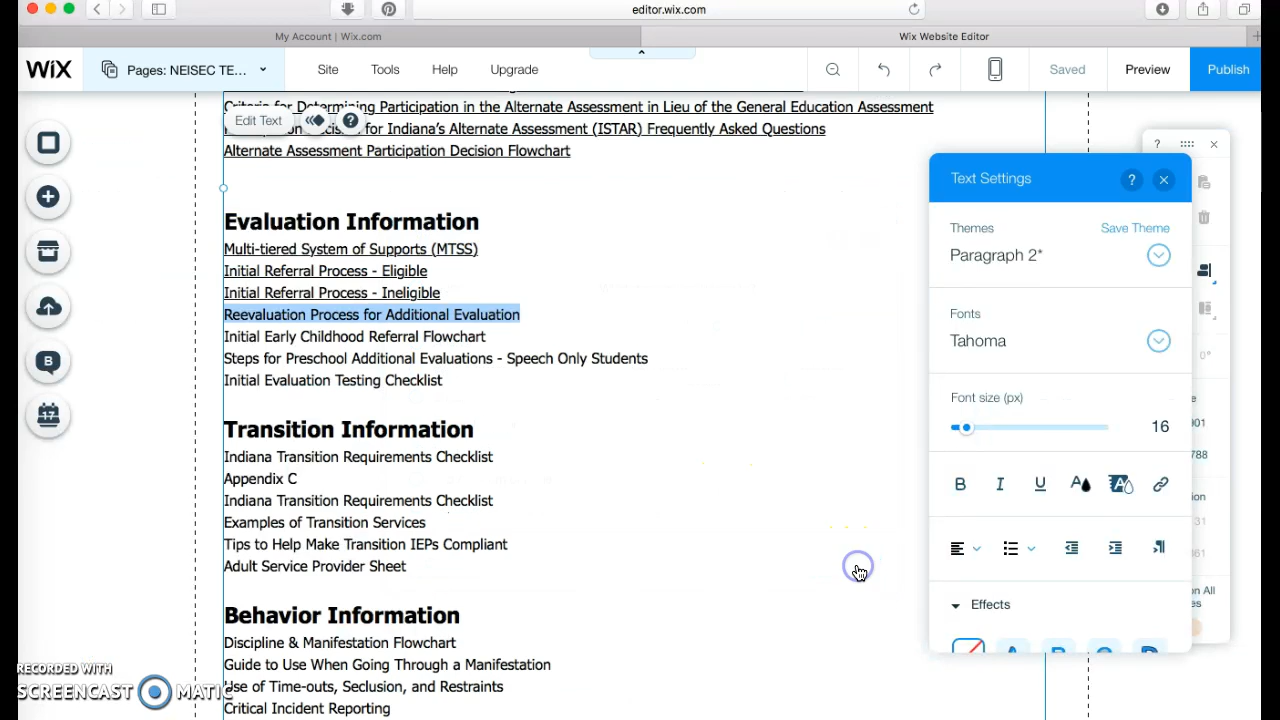 editor.wix.com
My Account | Wix.com
Wix Website Editor
WiX
Pages: NEISEC TE...
Site
Tools
Help
Upgrade
Saved
Preview
Publish
Criteria for Determining Participation in the Alternate Assessment in Lieu of the General Education Assessment
Edit Text
?
for Indiana's Alternate Assessment (ISTAR) Frequently Asked Questions
Alternate Assessment Participation Decision Flowchart
Evaluation Information
Multi-tiered System of Supports (MTSS)
Initial Referral Process - Eligible
Initial Referral Process - Ineligible
Reevaluation Process for Additional Evaluation
Initial Early Childhood Referral Flowchart
Steps for Preschool Additional Evaluations - Speech Only Students
Initial Evaluation Testing Checklist
Transition Information
Indiana Transition Requirements Checklist
Appendix C
Indiana Transition Requirements Checklist
Examples of Transition Services
Tips to Help Make Transition IEPs Compliant
Adult Service Provider Sheet
Behavior Information
Discipline & Manifestation Flowchart
Guide to Use When Going Through a Manifestation
Use of Time-outs, Seclusion, and Restraints
Critical Incident Reporting
Text Settings
?
Themes
Save Theme
Paragraph 2*
Fonts
Tahoma
Font size (px)
16
B I U
Effects
RECORDED WITH
SCREENCAST MATIC